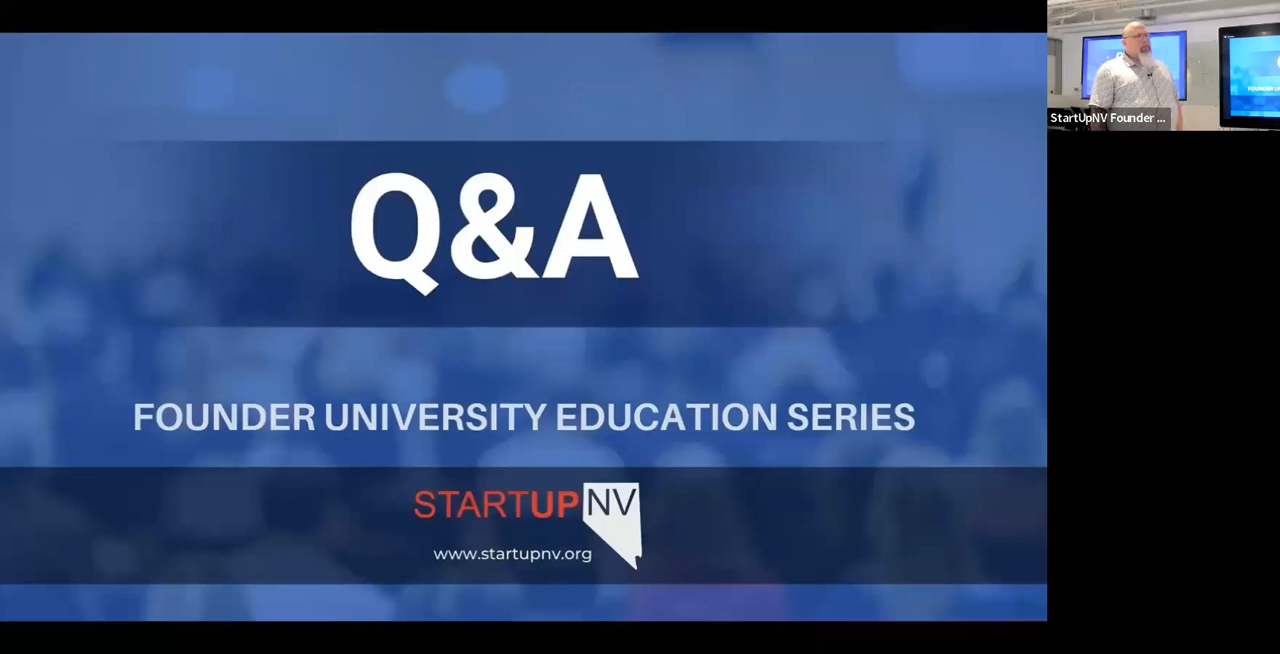 Q&A
FOUNDER UNIVERSITY EDUCATION SERIES
STARTUPNV
www.startupnv.org
StartUpNV Founder ...